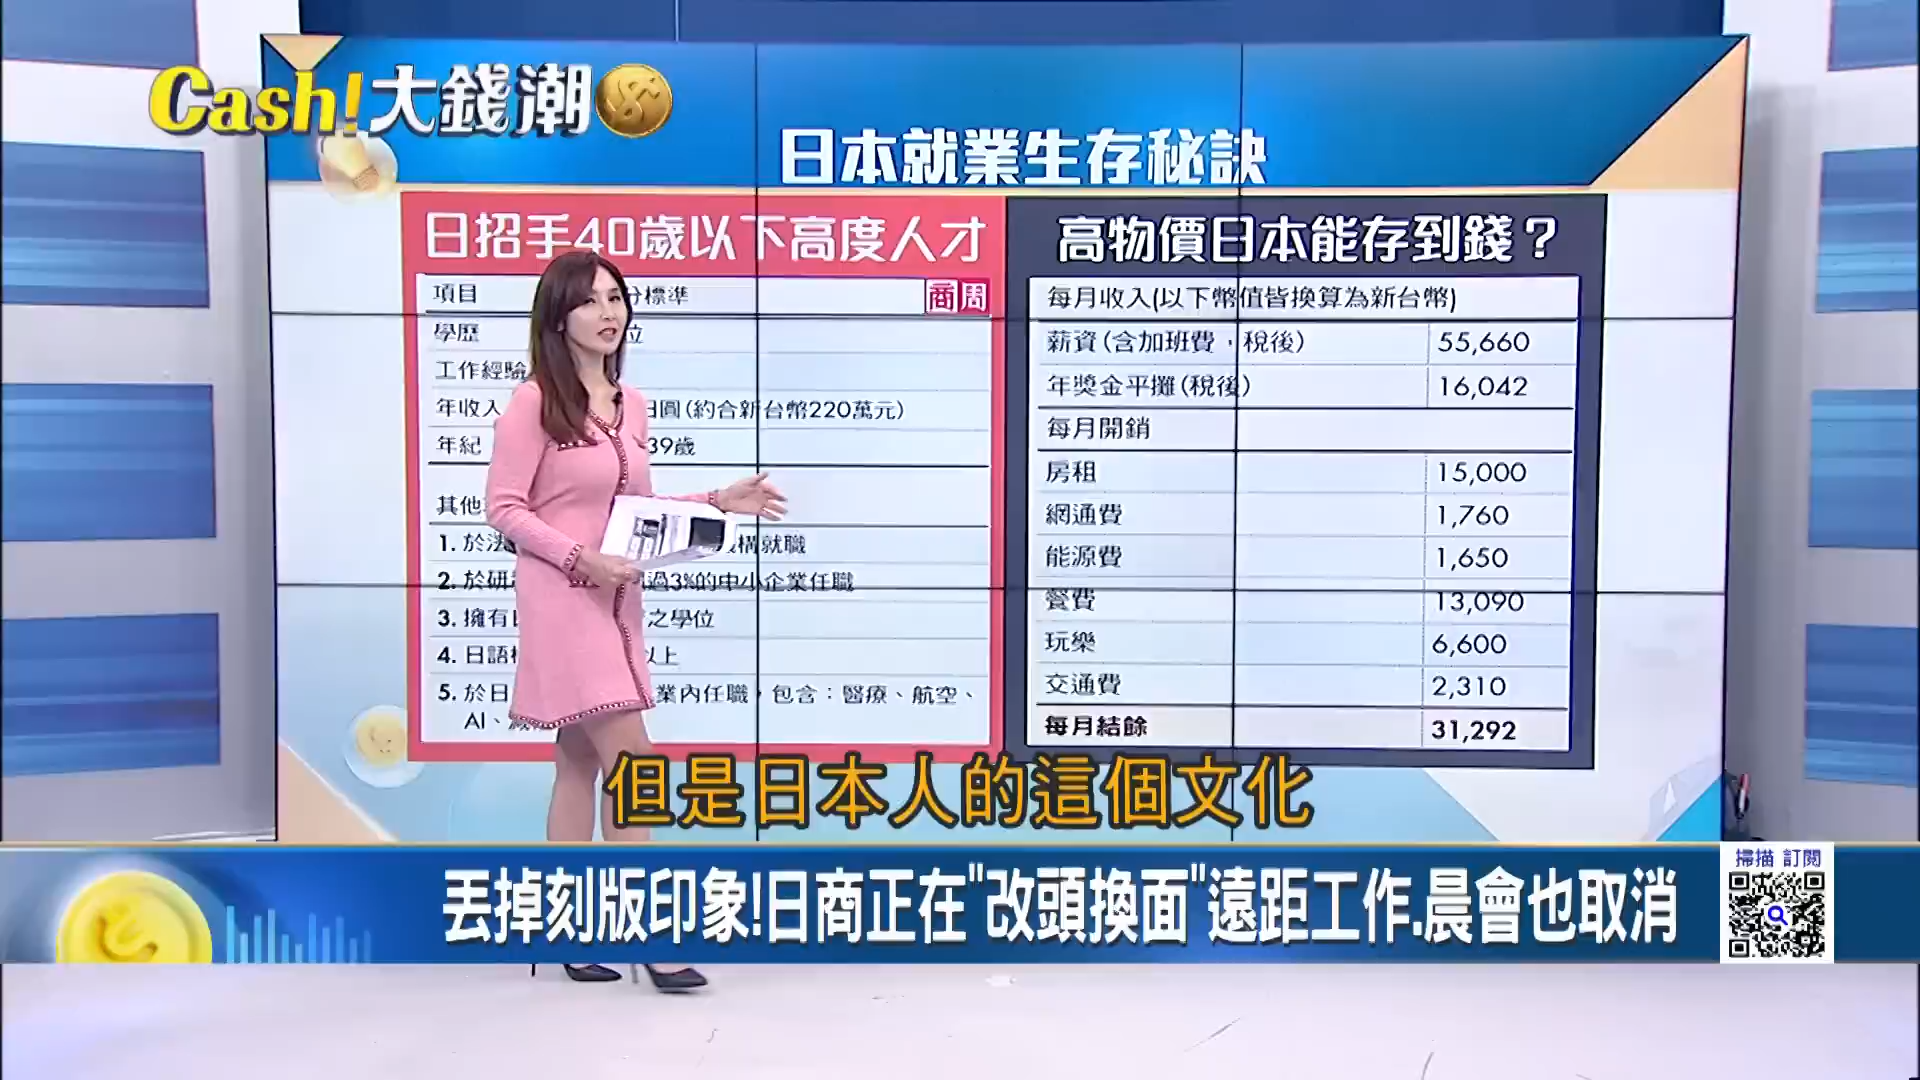 Cash!大錢潮
日本就業生存秘訣
日招手40歲以下高度人才
項目 分標準
商周
學歷 位
工作經驗
年收入 日圓(約合新台幣220萬元)
年紀 39歲
其他
1. 於法 機構就職
2. 於研 過3%的中小企業任職
3. 擁有 之學位
4. 日語 以上
5. 於日 業內任職，包含：醫療、航空、
AI、減
高物價日本能存到錢？
每月收入(以下幣值皆換算為新台幣)
薪資(含加班費，稅後) 55,660
年獎金平攤(稅後) 16,042
每月開銷
房租 15,000
網通費 1,760
能源費 1,650
餐費 13,090
玩樂 6,600
交通費 2,310
每月結餘 31,292
但是日本人的這個文化
丟掉刻版印象!日商正在"改頭換面"遠距工作.晨會也取消
掃描 訂閱